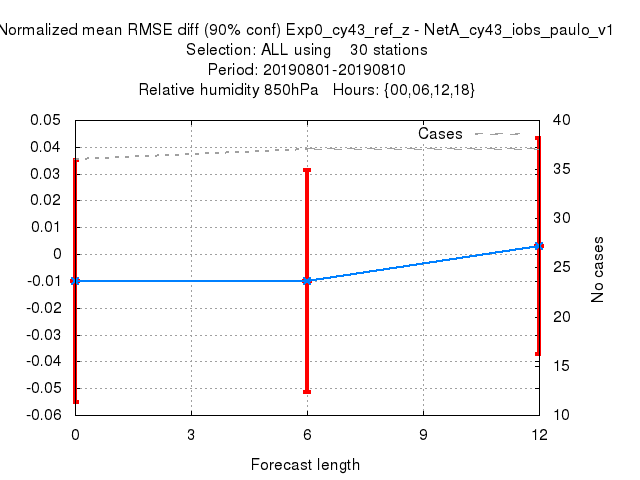 Normalized mean RMSE diff (90% conf) Exp0_cy43_ref_z - NetA_cy43_iobs_paulo_v1
Selection: ALL using 30 stations
Period: 20190801-20190810
Relative humidity 850hPa Hours: {00,06,12,18}
Cases
0.05
0.04
0.03
0.02
0.01
0
-0.01
-0.02
-0.03
-0.04
-0.05
-0.06
40
35
30
25
20
15
10
No cases
0 3 6 9 12
Forecast length